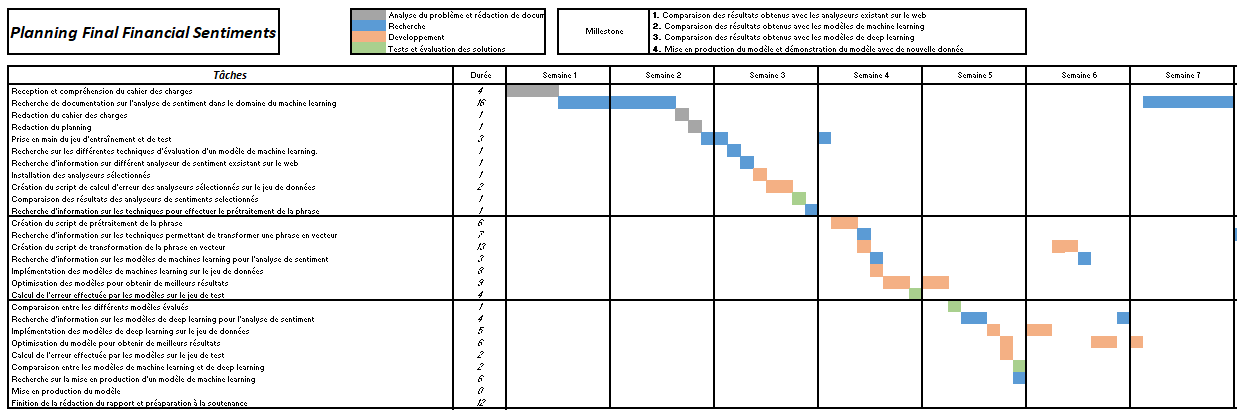 Planning Final Financial Sentiments
Analyse du problème et rédaction de docum
Recherche
Developpement
Tests et évaluation des solutions
Millestone
1. Comparaison des résultats obtenus avec les analyseurs existant sur le web
2. Comparaison des résultats obtenus avec les modèles de machine learning
3. Comparaison des résultats obtenus avec les modèles de deep learning
4. Mise en production du modèle et démonstration du modèle avec de nouvelle donnée
Tâches Durée Semaine 1 Semaine 2 Semaine 3 Semaine 4 Semaine 5 Semaine 6 Semaine 7
Reception et compréhension du cahier des charges 4
Recherche de documentation sur l'analyse de sentiment dans le domaine du machine learning 16
Redaction du cahier des charges 1
Redaction du planning 1
Prise en main du jeu d'entraînement et de test 3
Recherche sur les différentes techniques d'évaluation d'un modèle de machine learning. 1
Recherche d'information sur différent analyseur de sentiment exsistant sur le web 1
Installation des analyseurs sélectionnés 1
Création du script de calcul d'erreur des analyseurs sélectionnés sur le jeu de données 2
Comparaison des résultats des analyseurs de sentiments selectionnés 1
Recherche d'information sur les techniques pour effectuer le prétraitement de la phrase 1
Création du script de prétraitement de la phrase 6
Recherche d'information sur les techniques permettant de transformer une phrase en vecteur 7
Création du script de transformation de la phrase en vecteur 13
Recherche d'information sur les modèles de machines learning pour l'analyse de sentiment 3
Implémentation des modèles de machines learning sur le jeu de données 8
Optimisation des modèles pour obtenir de meilleurs résultats 9
Calcul de l'erreur effectuée par les modèles sur le jeu de test 4
Comparaison entre les différents modèles évalués 1
Recherche d'information sur les modèles de deep learning pour l'analyse de sentiment 4
Implémentation des modèles de deep learning sur le jeu de données 5
Optimisation du modèle pour obtenir de meilleurs résultats 6
Calcul de l'erreur effectuée par les modèles sur le jeu de test 2
Comparaison entre les modèles de machine learning et de deep learning 2
Recherche sur la mise en production d'un modèle de machine learning 6
Mise en production du modèle 8
Finition de la rédaction du rapport et préaparation à la soutenance 12